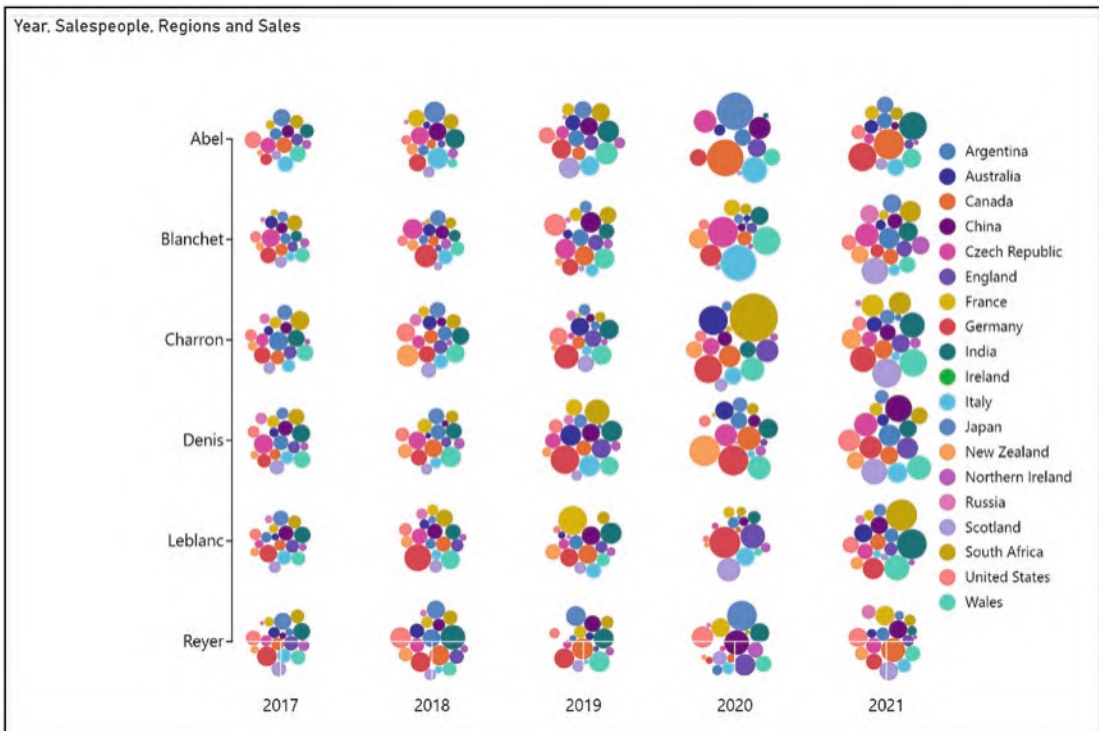 Year, Salespeople, Regions and Sales
Abel
Blanchet
Charron
Denis
Leblanc
Reyer
2017 2018 2019 2020 2021
Argentina
Australia
Canada
China
Czech Republic
England
France
Germany
India
Ireland
Italy
Japan
New Zealand
Northern Ireland
Russia
Scotland
South Africa
United States
Wales